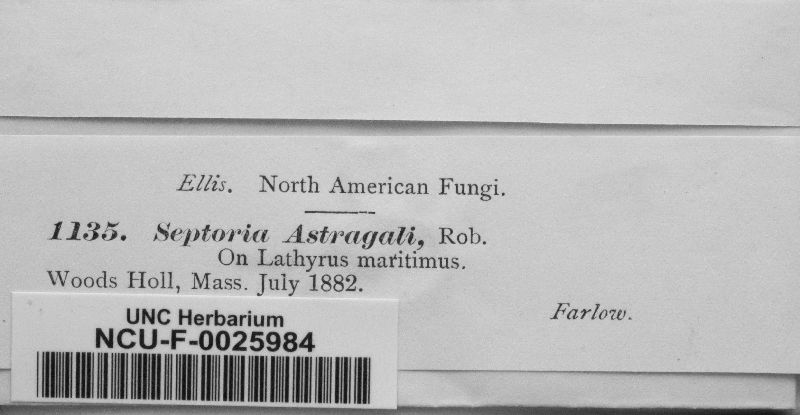 Ellis. North American Fungi.
1135. Septoria Astragali, Rob.
On Lathyrus maritimus.
Woods Holl, Mass. July 1882.
Farlow.
UNC Herbarium
NCU-F-0025984